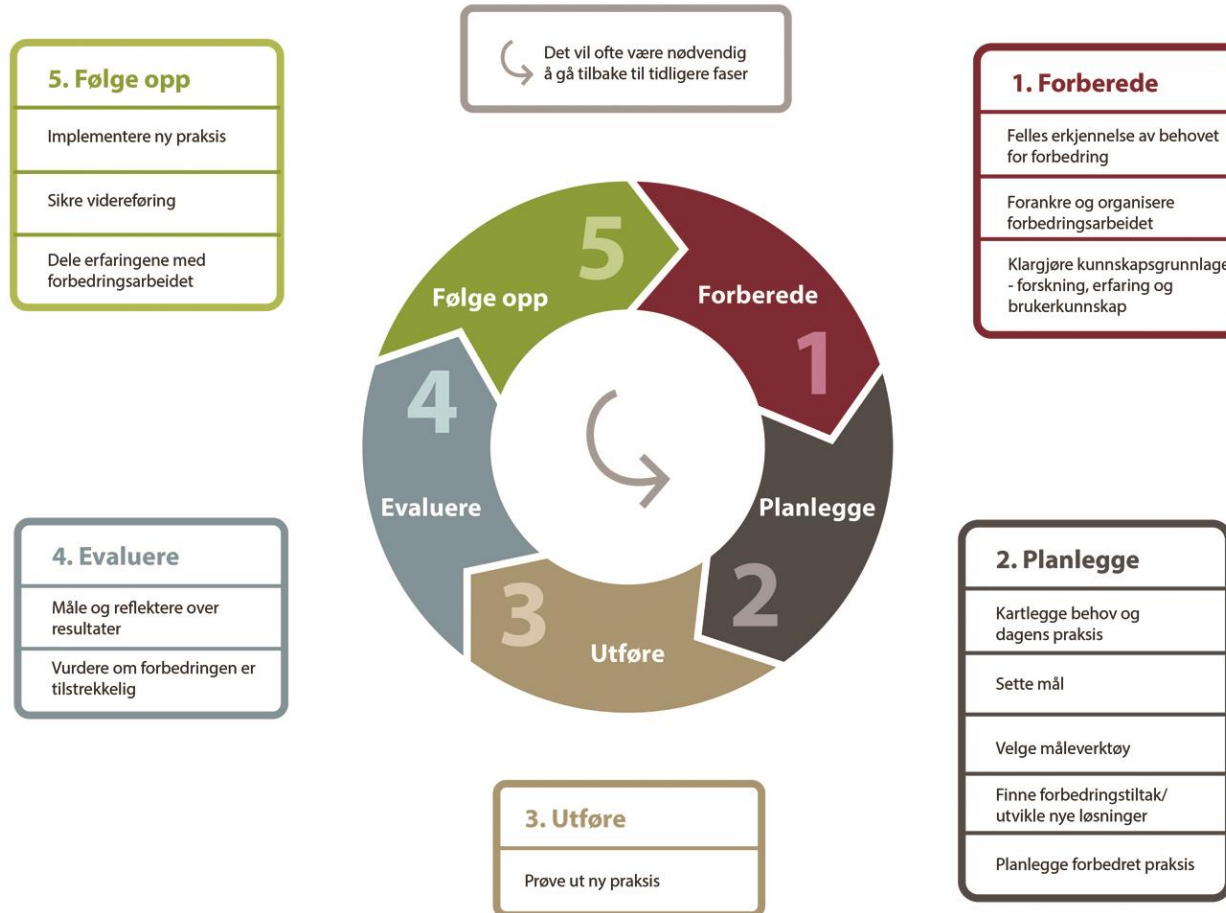 Det vil ofte være nødvendig
å gå tilbake til tidligere faser
5. Følge opp
Implementere ny praksis
Sikre videreføring
Dele erfaringene med
forbedringsarbeidet
1. Forberede
Felles erkjennelse av behovet
for forbedring
Forankre og organisere
forbedringsarbeidet
Klargjøre kunnskapsgrunnlage
- forskning, erfaring og
brukerkunnskap
5
Følge opp
Forberede
1
4
Evaluere
Planlegge
2
3
Utføre
4. Evaluere
Måle og reflektere over
resultater
Vurdere om forbedringen er
tilstrekkelig
2. Planlegge
Kartlegge behov og
dagens praksis
Sette mål
Velge måleverktøy
Finne forbedringstiltak/
utvikle nye løsninger
Planlegge forbedret praksis
3. Utføre
Prøve ut ny praksis